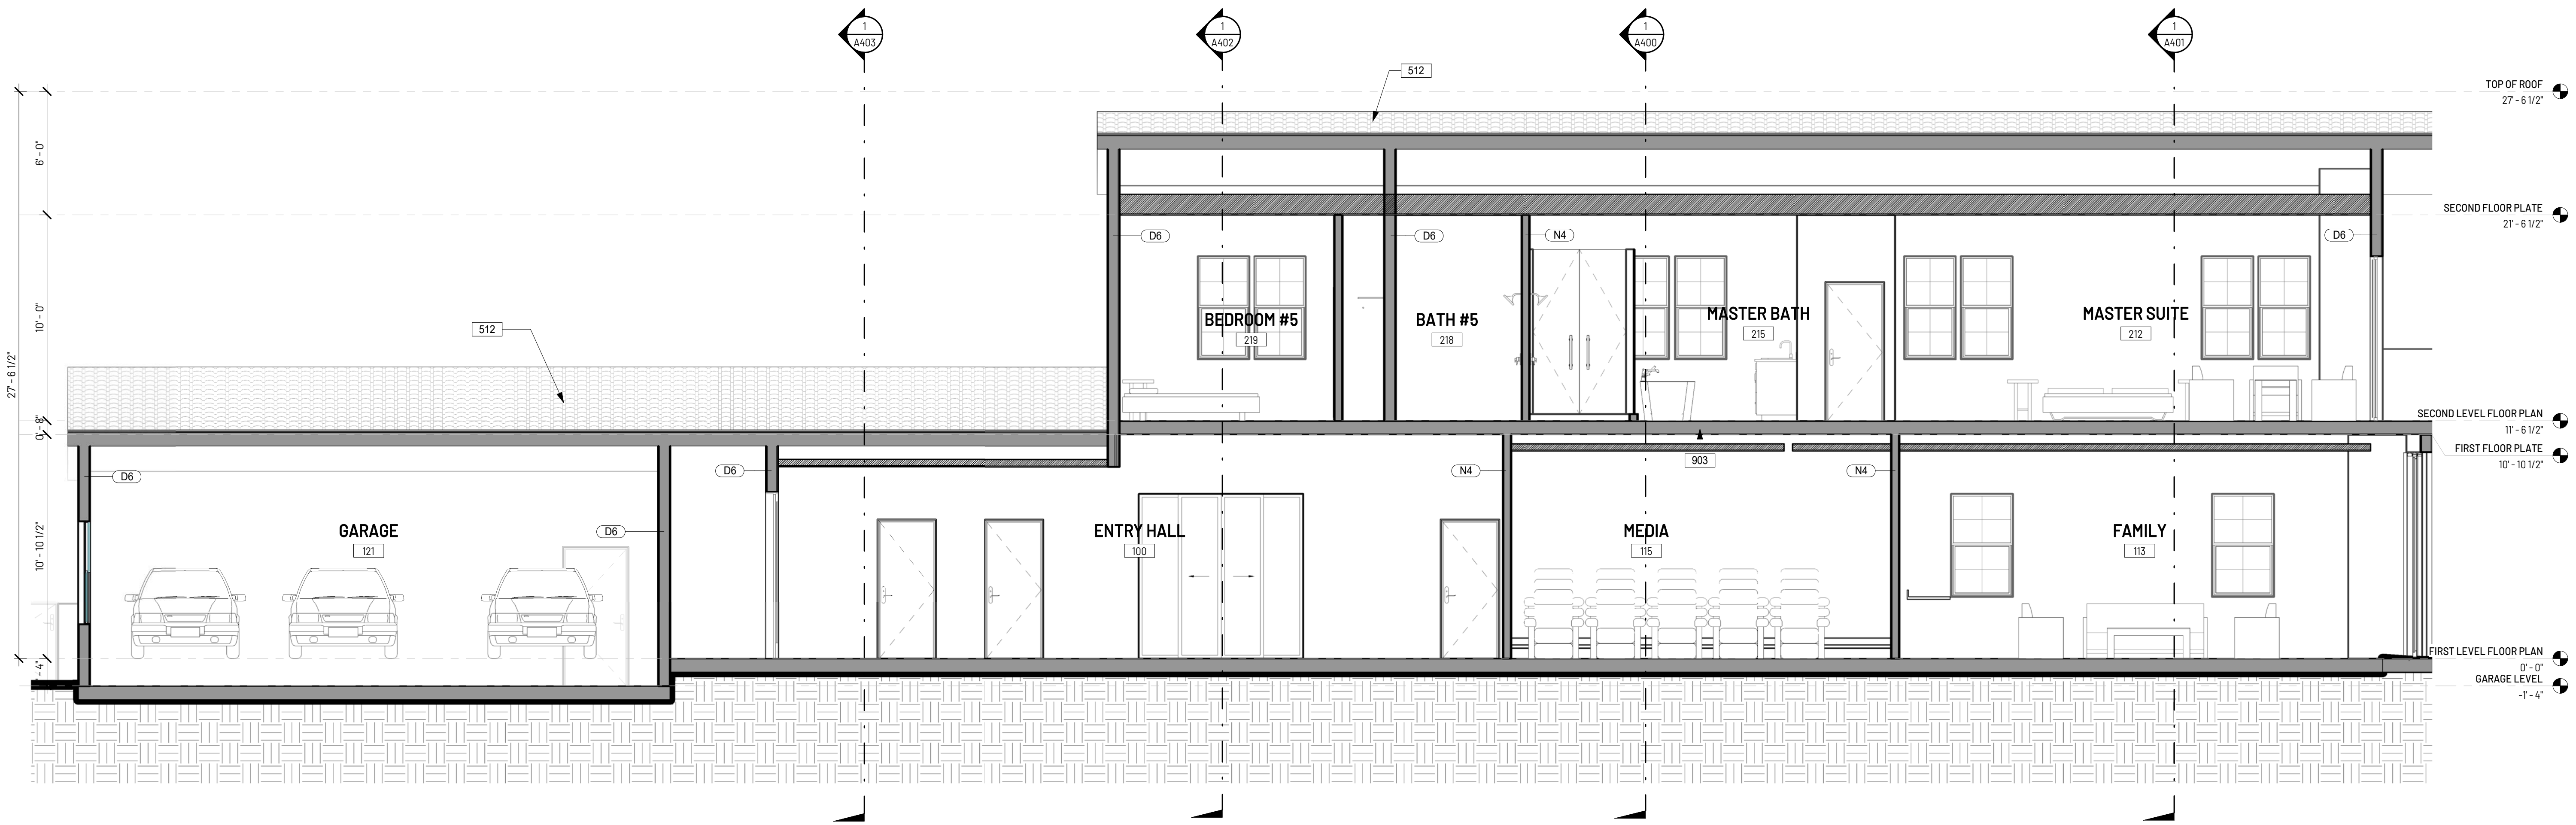 1
A403
1
A402
1
A400
1
A401
512
TOP OF ROOF
27' - 6 1/2"
6' - 0"
SECOND FLOOR PLATE
21' - 6 1/2"
D6
D6
N4
D6
10' - 0"
BEDROOM #5
219
BATH #5
218
MASTER BATH
215
MASTER SUITE
212
512
27' - 6 1/2"
0' - 8"
SECOND LEVEL FLOOR PLAN
11' - 6 1/2"
FIRST FLOOR PLATE
10' - 10 1/2"
903
D6
D6
N4
N4
D6
10' - 10 1/2"
GARAGE
121
ENTRY HALL
100
MEDIA
115
FAMILY
113
FIRST LEVEL FLOOR PLAN
0' - 0"
GARAGE LEVEL
-1' - 4"
' - 4"